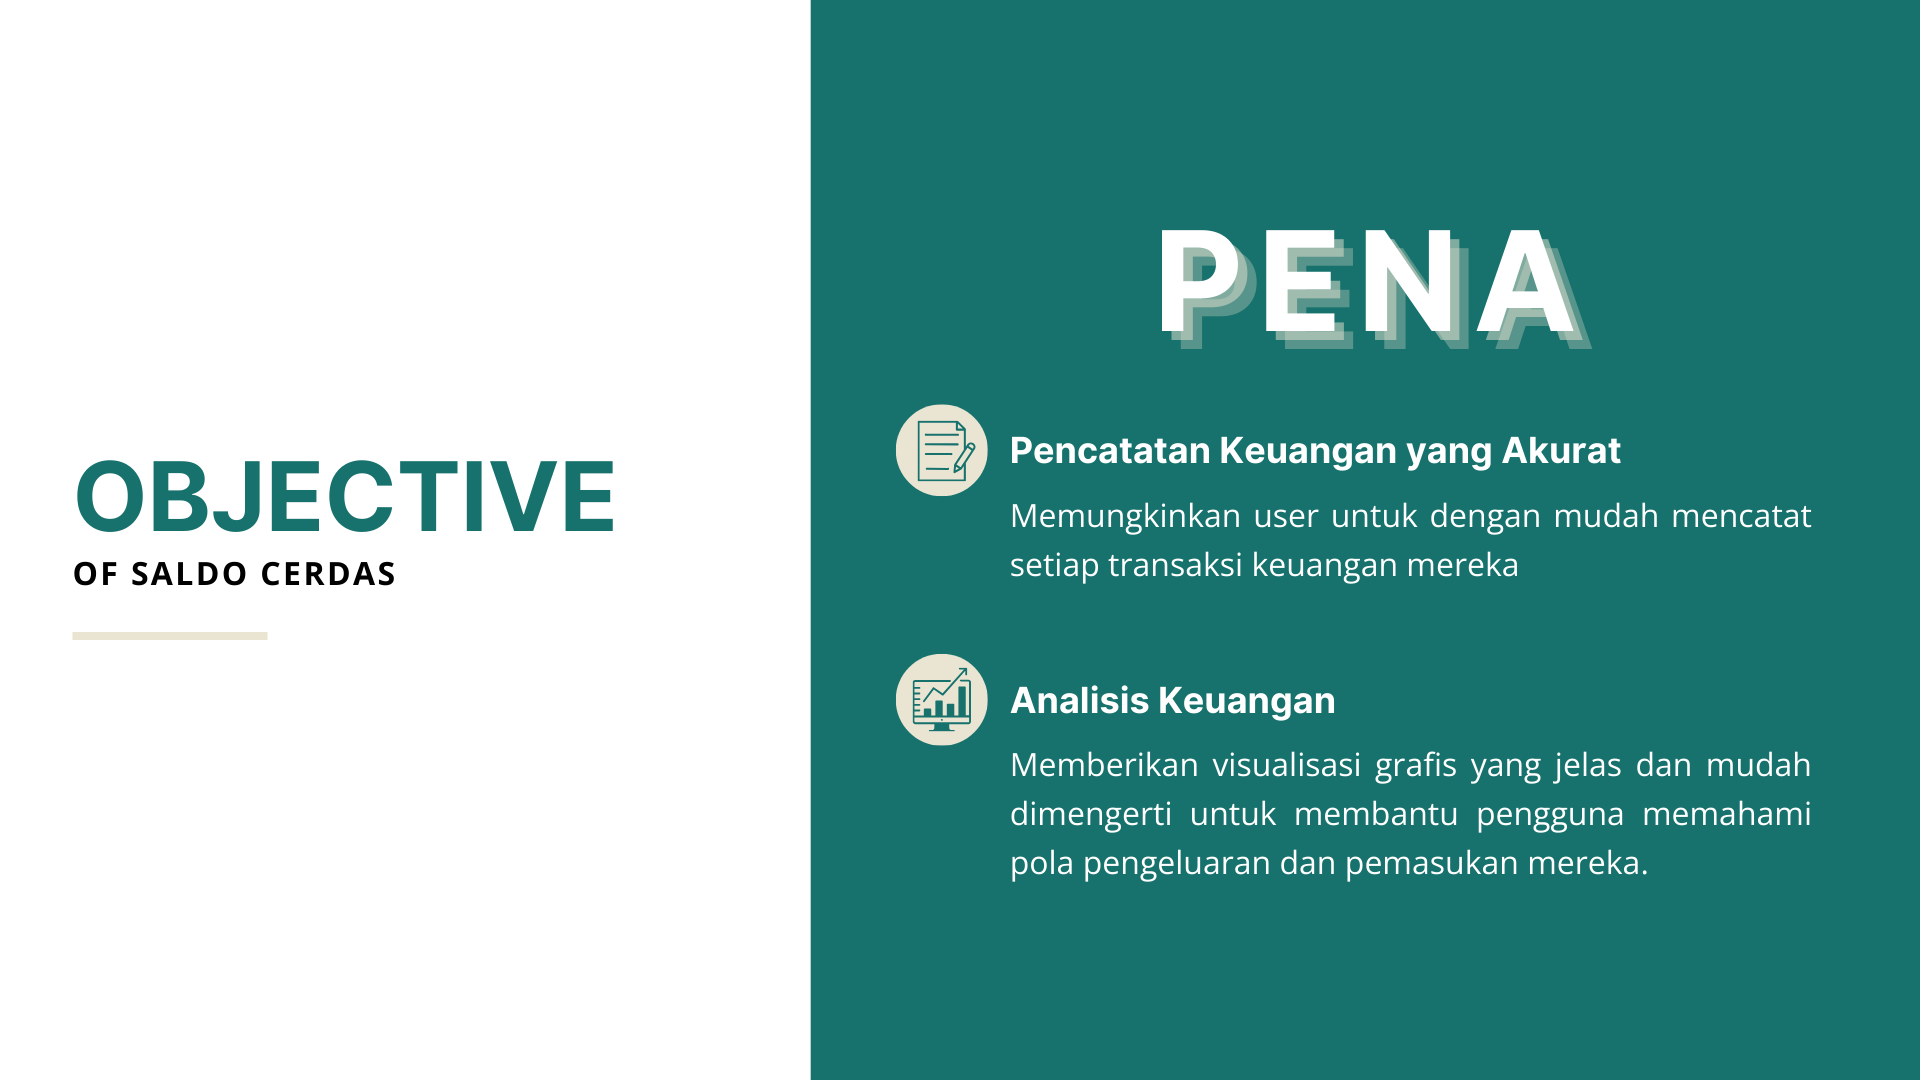 OBJECTIVE
OF SALDO CERDAS
PENA
Pencatatan Keuangan yang Akurat
Memungkinkan user untuk dengan mudah mencatat
setiap transaksi keuangan mereka
Analisis Keuangan
Memberikan visualisasi grafis yang jelas dan mudah
dimengerti untuk membantu pengguna memahami
pola pengeluaran dan pemasukan mereka.